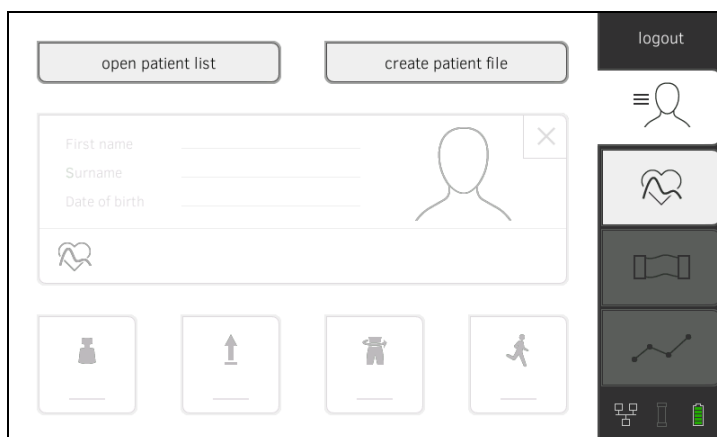 open patient list
create patient file
logout
First name
Surname
Date of birth